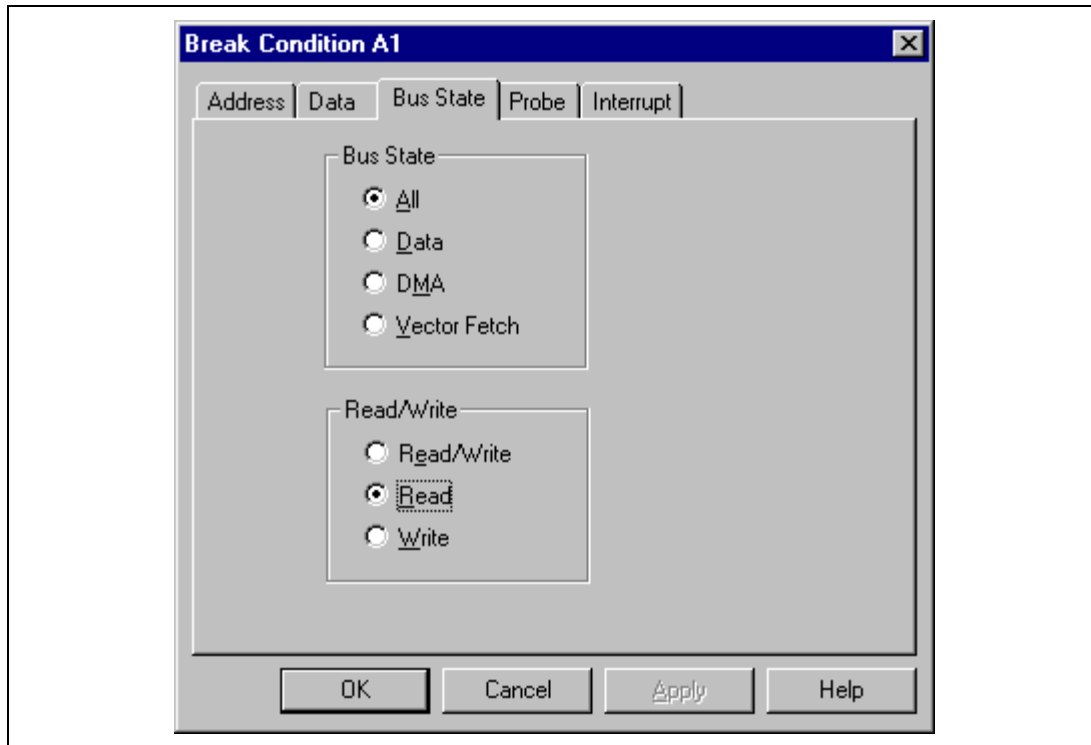 Break Condition A1
Address Data Bus State Probe Interrupt
Bus State
All
Data
DMA
Vector Fetch
Read/Write
Read/Write
Read
Write
OK Cancel Apply Help